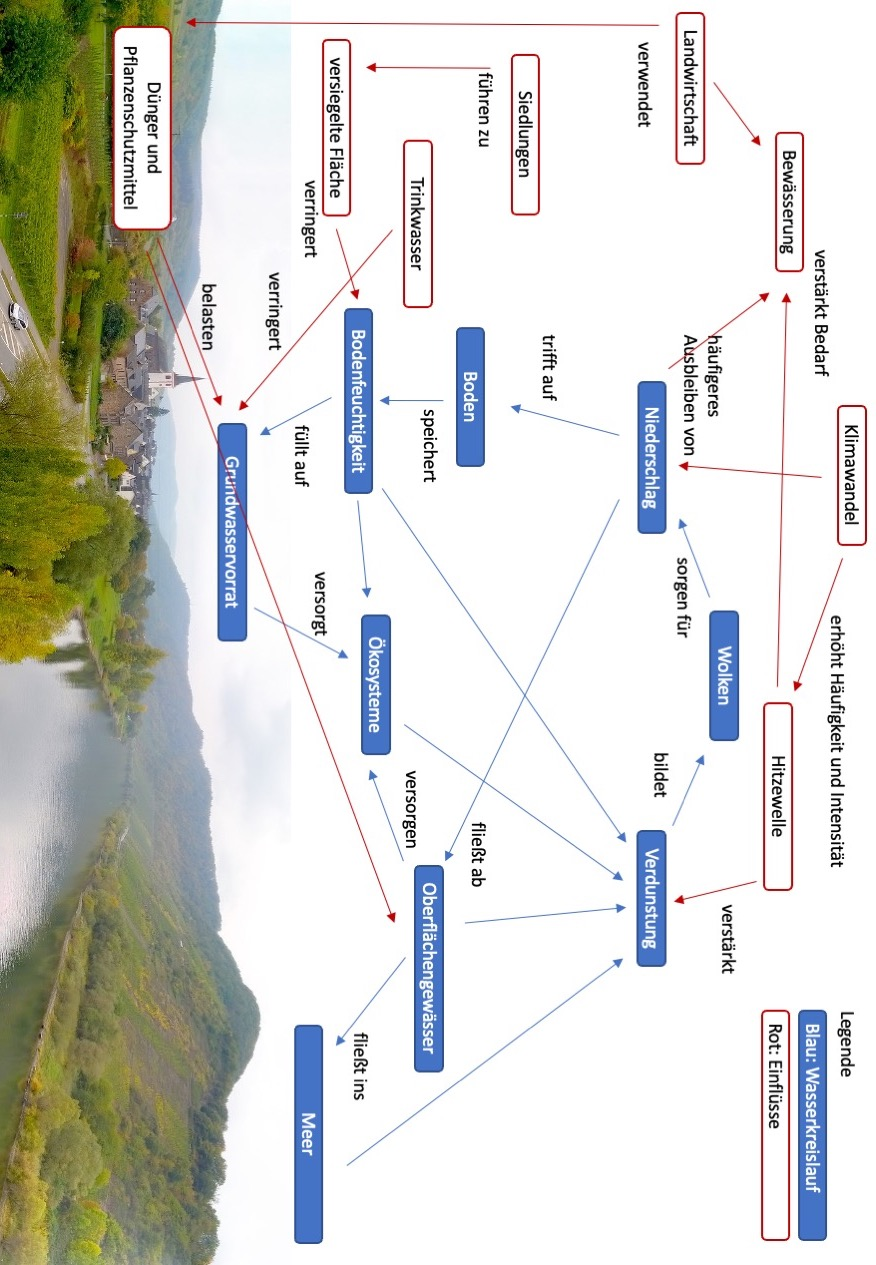 Legende
Blau: Wasserkreislauf
Rot: Einflüsse
Klimawandel
erhöht Häufigkeit und Intensität
verstärkt Bedarf
Bewässerung
Hitzewelle
verstärkt
Landwirtschaft
verwendet
häufigeres
Ausbleiben von
Wolken
sorgen für
bildet
Niederschlag
Verdunstung
Siedlungen
führen zu
trifft auf
fließt ab
Boden
speichert
Trinkwasser
Oberflächengewässer
versorgen
versiegelte Fläche
verringert
Bodenfeuchtigkeit
Ökosysteme
fließt ins
füllt auf
versorgt
Meer
verringert
Grundwasservorrat
belasten
Dünger und
Pflanzenschutzmittel